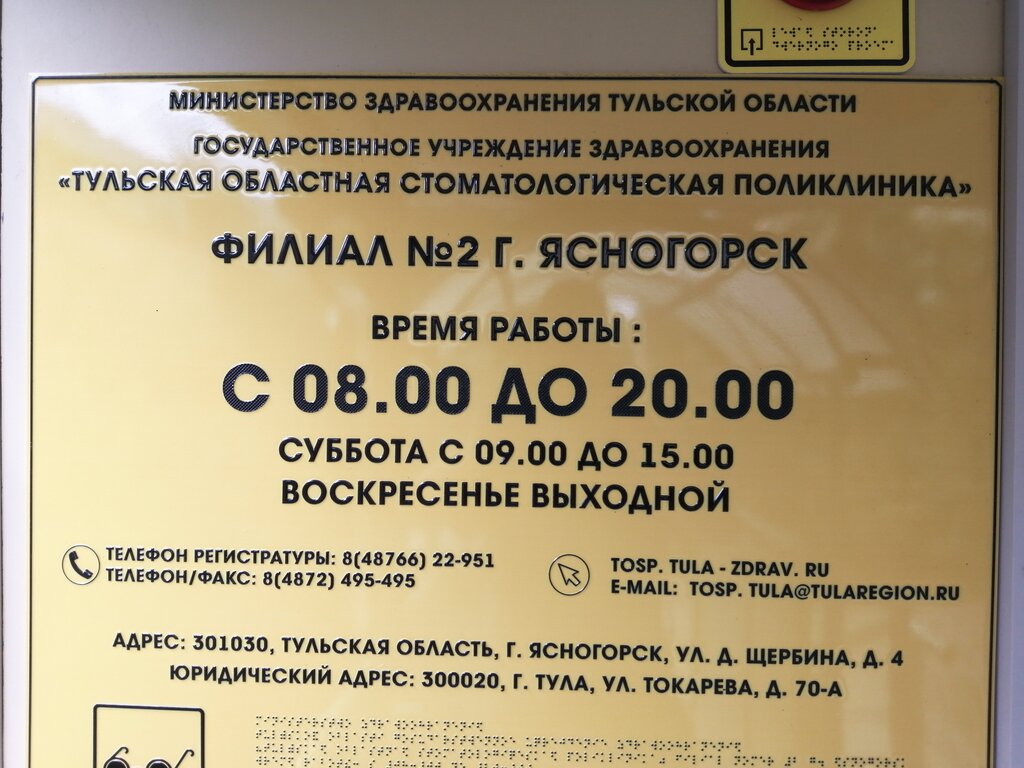 МИНИСТЕРСТВО ЗДРАВООХРАНЕНИЯ ТУЛЬСКОЙ ОБЛАСТИ
ГОСУДАРСТВЕННОЕ УЧРЕЖДЕНИЕ ЗДРАВООХРАНЕНИЯ
«ТУЛЬСКАЯ ОБЛАСТНАЯ СТОМАТОЛОГИЧЕСКАЯ ПОЛИКЛИНИКА»
ФИЛИАЛ №2 Г. ЯСНОГОРСК
ВРЕМЯ РАБОТЫ :
С 08.00 ДО 20.00
СУББОТА С 09.00 ДО 15.00
ВОСКРЕСЕНЬЕ ВЫХОДНОЙ
ТЕЛЕФОН РЕГИСТРАТУРЫ: 8(48766) 22-951
ТЕЛЕФОН/ФАКС: 8(4872) 495-495
TOSP. TULA - ZDRAV. RU
E-MAIL: TOSP. TULA@TULAREGION.RU
АДРЕС: 301030, ТУЛЬСКАЯ ОБЛАСТЬ, Г. ЯСНОГОРСК, УЛ. Д. ЩЕРБИНА, Д. 4
ЮРИДИЧЕСКИЙ АДРЕС: 300020, Г. ТУЛА, УЛ. ТОКАРЕВА, Д. 70-А